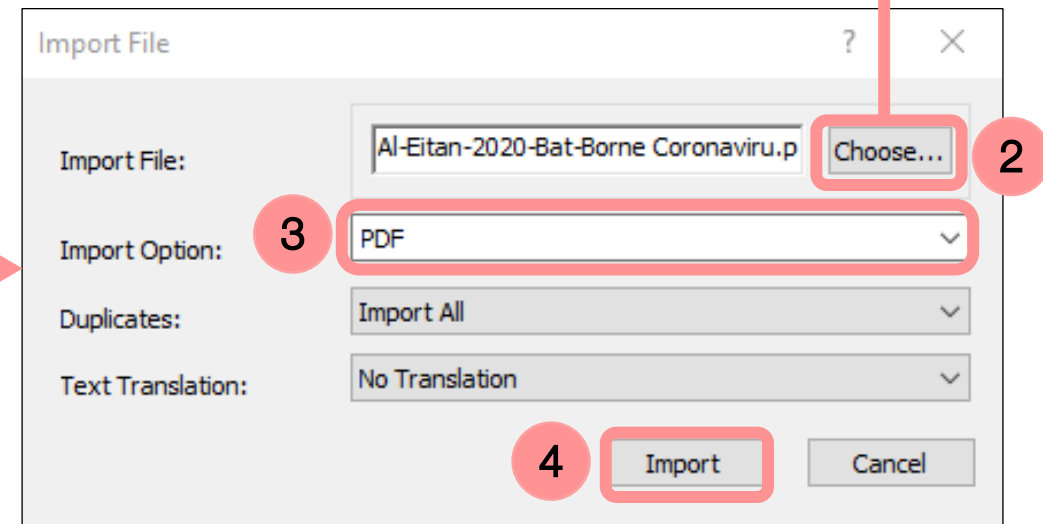 Import File ?
Import File: Al-Eitan-2020-Bat-Borne Coronaviru.p Choose... 2
Import Option: 3 PDF
Duplicates: Import All
Text Translation: No Translation
4 Import Cancel